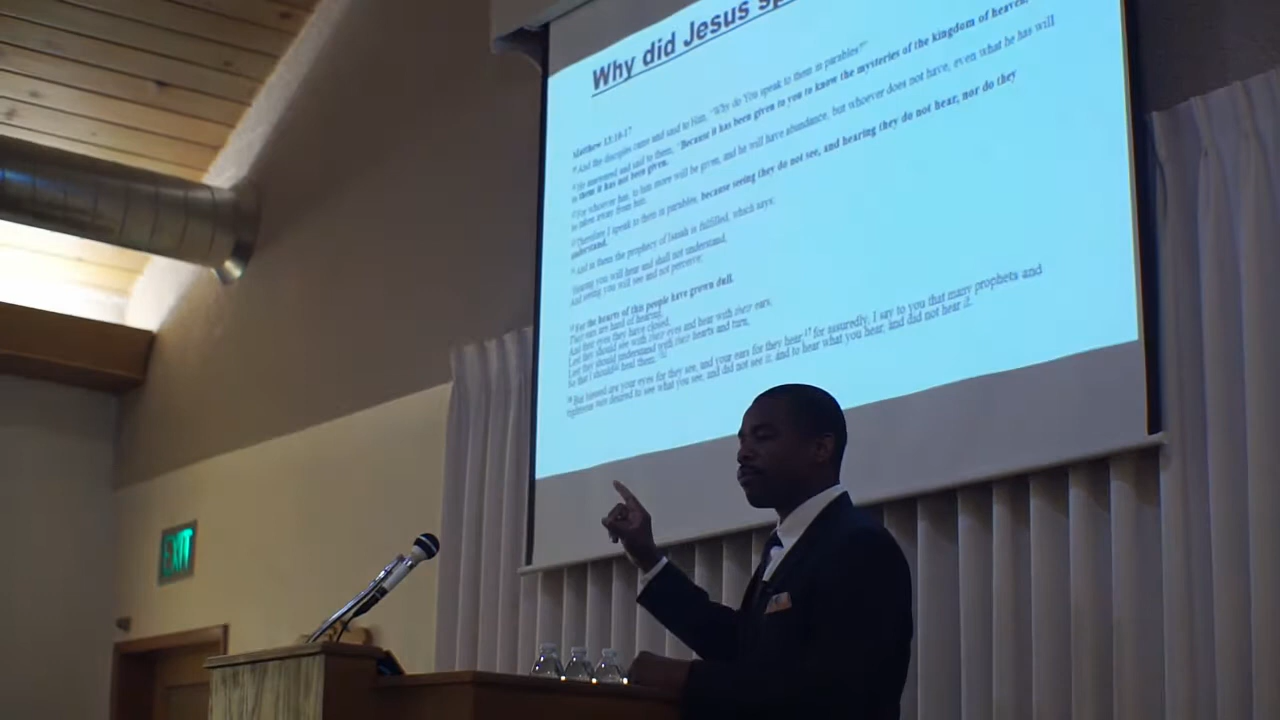 Why did Jesus sp
Matthew 13:10-17
And the disciples came and said to Him, "Why do You speak to them in parables?"
He answered and said to them, "Because it has been given to you to know the mysteries of the kingdom of heaven,
to them it has not been given.
For whoever has, to him more will be given, and he will have abundance, but whoever does not have, even what he has will
be taken away from him.
Therefore I speak to them in parables, because seeing they do not see, and hearing they do not hear, nor do they
understand.
And in them the prophecy of Isaiah is fulfilled, which says:
Hearing you will hear and shall not understand,
And seeing you will see and not perceive;
For the hearts of this people have grown dull.
Their ears are hard of hearing,
And their eyes they have closed,
Lest they should see with their eyes and hear with their ears,
Lest they should understand with their hearts and turn,
So that I should heal them.
But blessed are your eyes for they see, and your ears for they hear; 17 for assuredly, I say to you that many prophets and
righteous men desired to see what you see, and did not see it, and to hear what you hear, and did not hear it.
EXIT